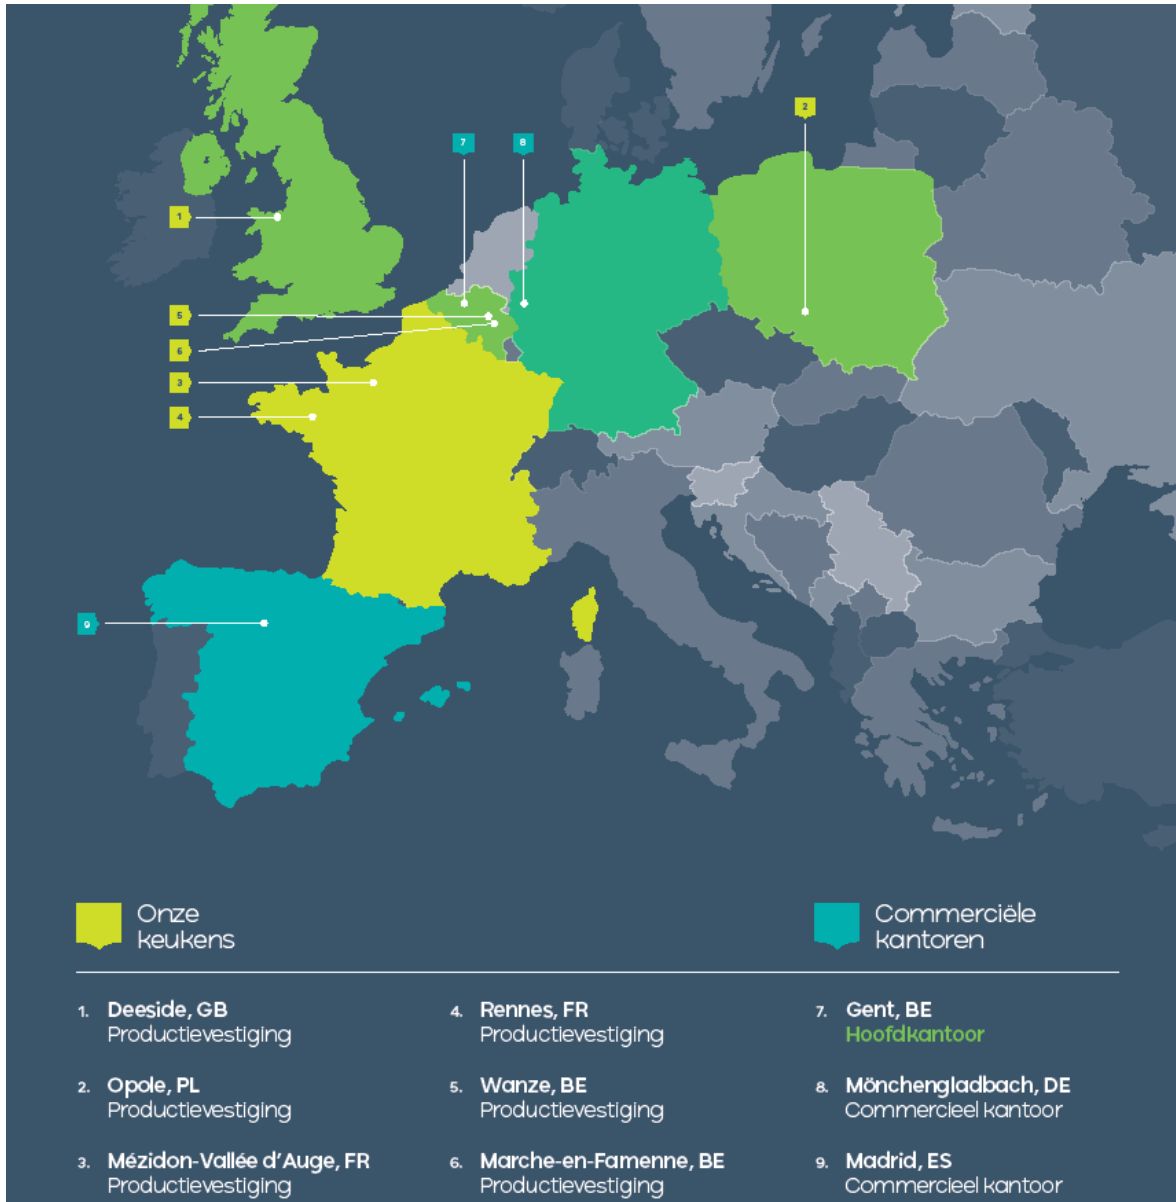 2
7
8
1
5
6
3
4
9
Onze
keukens
Commerciële
kantoren
1. Deeside, GB
Productievestiging
2. Opole, PL
Productievestiging
3. Mézidon-Vallée d'Auge, FR
Productievestiging
4. Rennes, FR
Productievestiging
5. Wanze, BE
Productievestiging
6. Marche-en-Famenne, BE
Productievestiging
7. Gent, BE
Hoofdkantoor
8. Mönchengladbach, DE
Commercieel kantoor
9. Madrid, ES
Commercieel kantoor